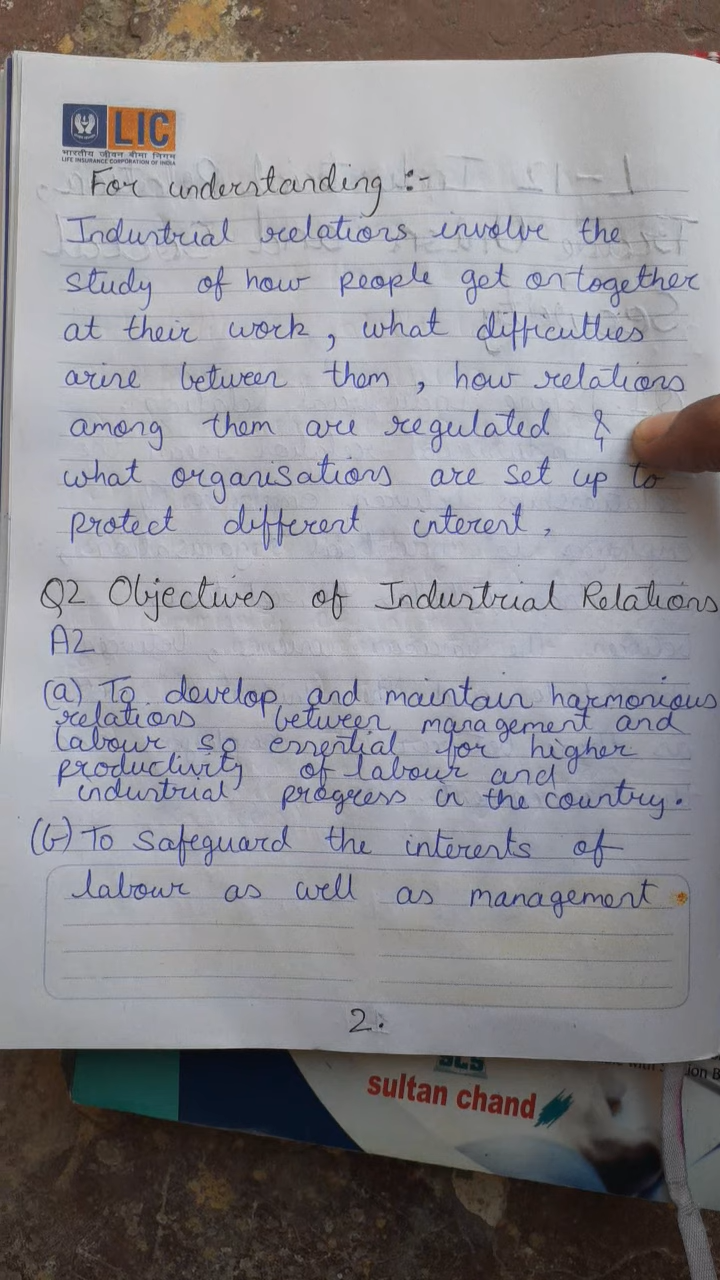 LIC
भारतीय जीवन बीमा निगम
LIFE INSURANCE CORPORATION OF INDIA
For understanding :-
Industrial relations involve the
study of how people get on together
at their work, what difficultlies
arise between them, how relations
among them are regulated &
what organisations are set up to
protect different interest.
Q2 Objectives of Industrial Relations
A2
(a) To develop and maintain harmonious
relations between management and
labour so essential for higher
productivity of labour and
industrial progress in the country.
(b) To safeguard the interests of
labour as well as management.
2.
SCS
sultan chand
ion B